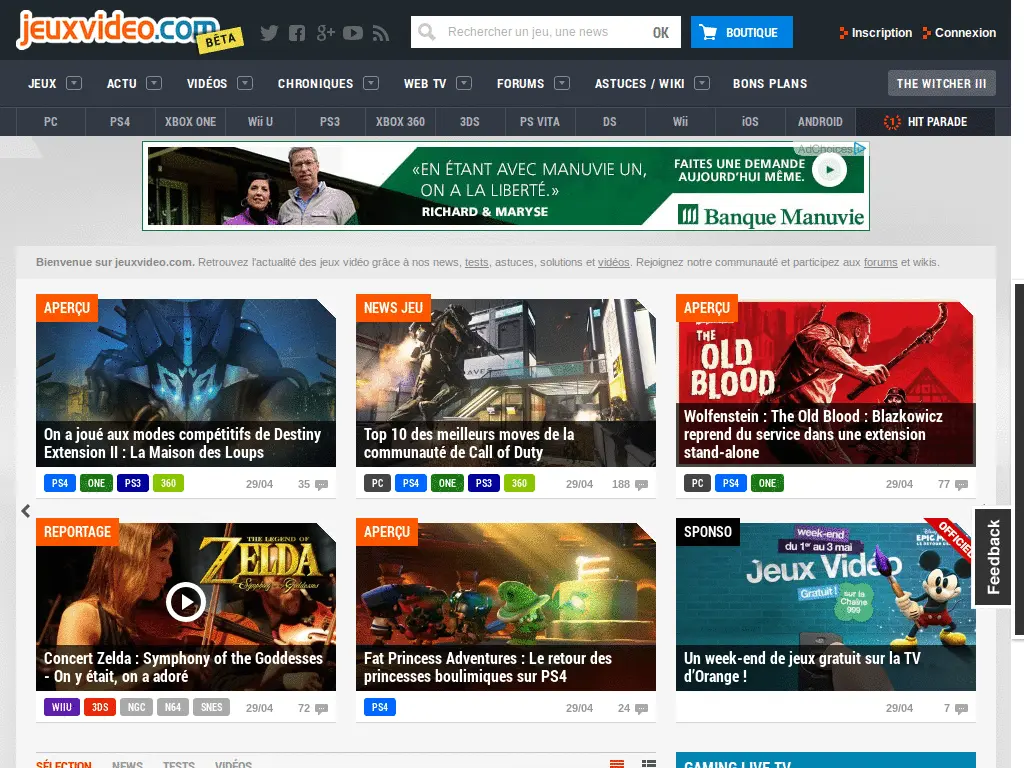 jeuxvideo.com
BÊTA
Rechercher un jeu, une news
OK
BOUTIQUE
Inscription
Connexion
JEUX
ACTU
VIDÉOS
CHRONIQUES
WEB TV
FORUMS
ASTUCES / WIKI
BONS PLANS
THE WITCHER III
PC
PS4
XBOX ONE
Wii U
PS3
XBOX 360
3DS
PS VITA
DS
Wii
iOS
ANDROID
1
HIT PARADE
AdChoices
«EN ÉTANT AVEC MANUVIE UN,
ON A LA LIBERTÉ.»
RICHARD & MARYSE
FAITES UNE DEMANDE
AUJOURD'HUI MÊME.
Banque Manuvie
Bienvenue sur jeuxvideo.com. Retrouvez l'actualité des jeux vidéo grâce à nos news, tests, astuces, solutions et vidéos. Rejoignez notre communauté et participez aux forums et wikis.
APERÇU
On a joué aux modes compétitifs de Destiny
Extension II : La Maison des Loups
PS4 ONE PS3 360 29/04 35
NEWS JEU
Top 10 des meilleurs moves de la
communauté de Call of Duty
PC PS4 ONE PS3 360 29/04 188
APERÇU
THE
OLD
BLOOD
Wolfenstein : The Old Blood : Blazkowicz
reprend du service dans une extension
stand-alone
PC PS4 ONE 29/04 77
REPORTAGE
THE LEGEND OF
ZELDA
Symphony of the Goddesses
Concert Zelda : Symphony of the Goddesses
- On y était, on a adoré
WIIU 3DS NGC N64 SNES 29/04 72
APERÇU
Fat Princess Adventures : Le retour des
princesses boulimiques sur PS4
PS4 29/04 24
SPONSO
week-end
du 1er au 3 mai
Jeux Vidéo
Gratuit !
sur la
Chaîne
999
OFFICIEL
Un week-end de jeux gratuit sur la TV
d'Orange !
29/04 7
Feedback
SÉLECTION
NEWS
TESTS
VIDÉOS
GAMING LIVE TV